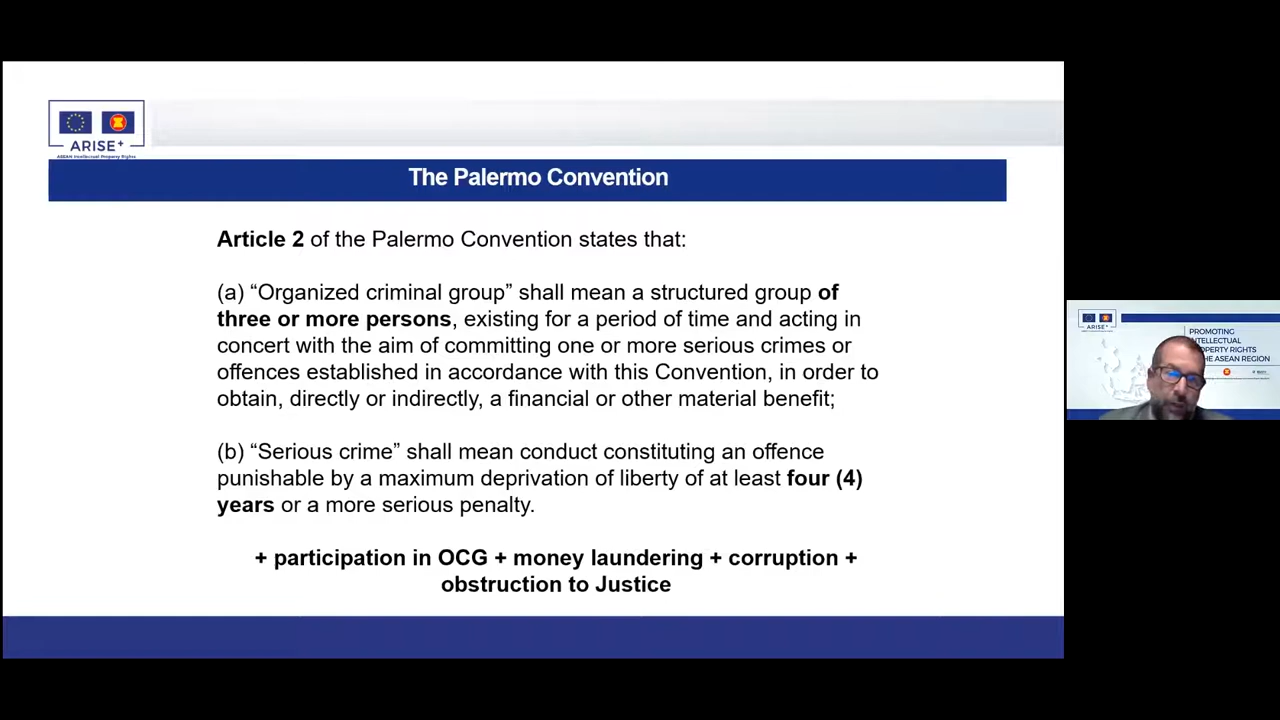 ARISE+
ASEAN Intellectual Property Rights
The Palermo Convention
Article 2 of the Palermo Convention states that:
(a) “Organized criminal group” shall mean a structured group of
three or more persons, existing for a period of time and acting in
concert with the aim of committing one or more serious crimes or
offences established in accordance with this Convention, in order to
obtain, directly or indirectly, a financial or other material benefit;
(b) “Serious crime” shall mean conduct constituting an offence
punishable by a maximum deprivation of liberty of at least four (4)
years or a more serious penalty.
+ participation in OCG + money laundering + corruption +
obstruction to Justice
ARISE+
PROMOTING
INTELLECTUAL
PROPERTY RIGHTS
THE ASEAN REGION